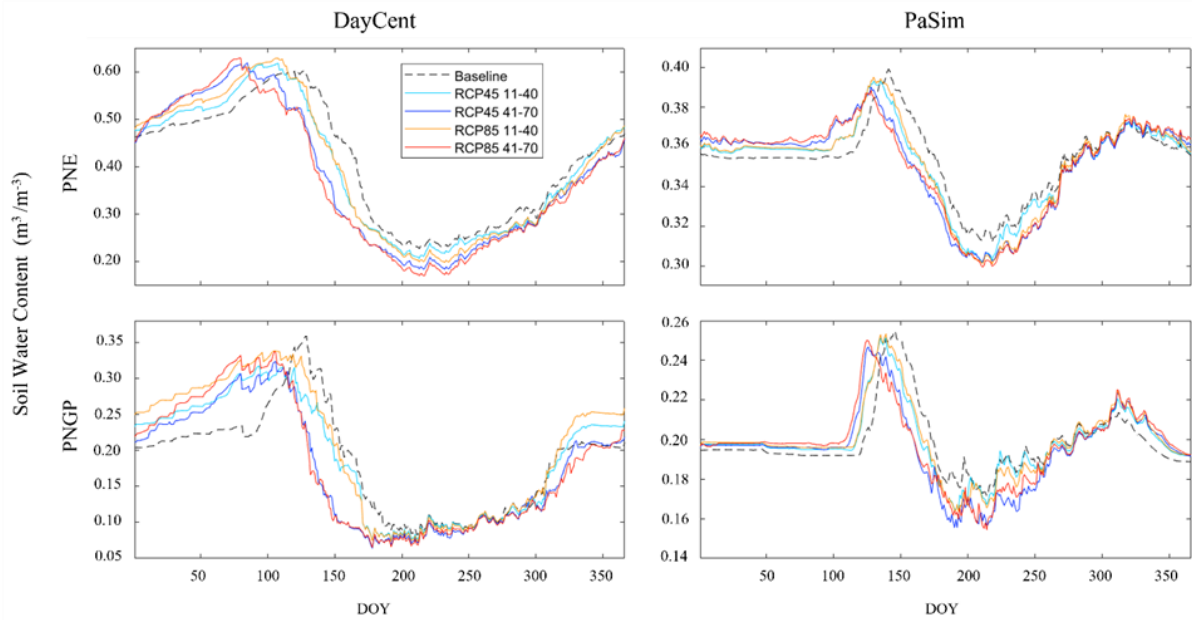 DayCent
PaSim
Soil Water Content (m³ /m⁻³)
PNE
0.60
0.50
0.40
0.30
0.20
Baseline
RCP45 11-40
RCP45 41-70
RCP85 11-40
RCP85 41-70
0.40
0.38
0.36
0.34
0.32
0.30
PNGP
0.35
0.30
0.25
0.20
0.15
0.10
0.05
50 100 150 200 250 300 350
DOY
0.26
0.24
0.22
0.20
0.18
0.16
0.14
50 100 150 200 250 300 350
DOY